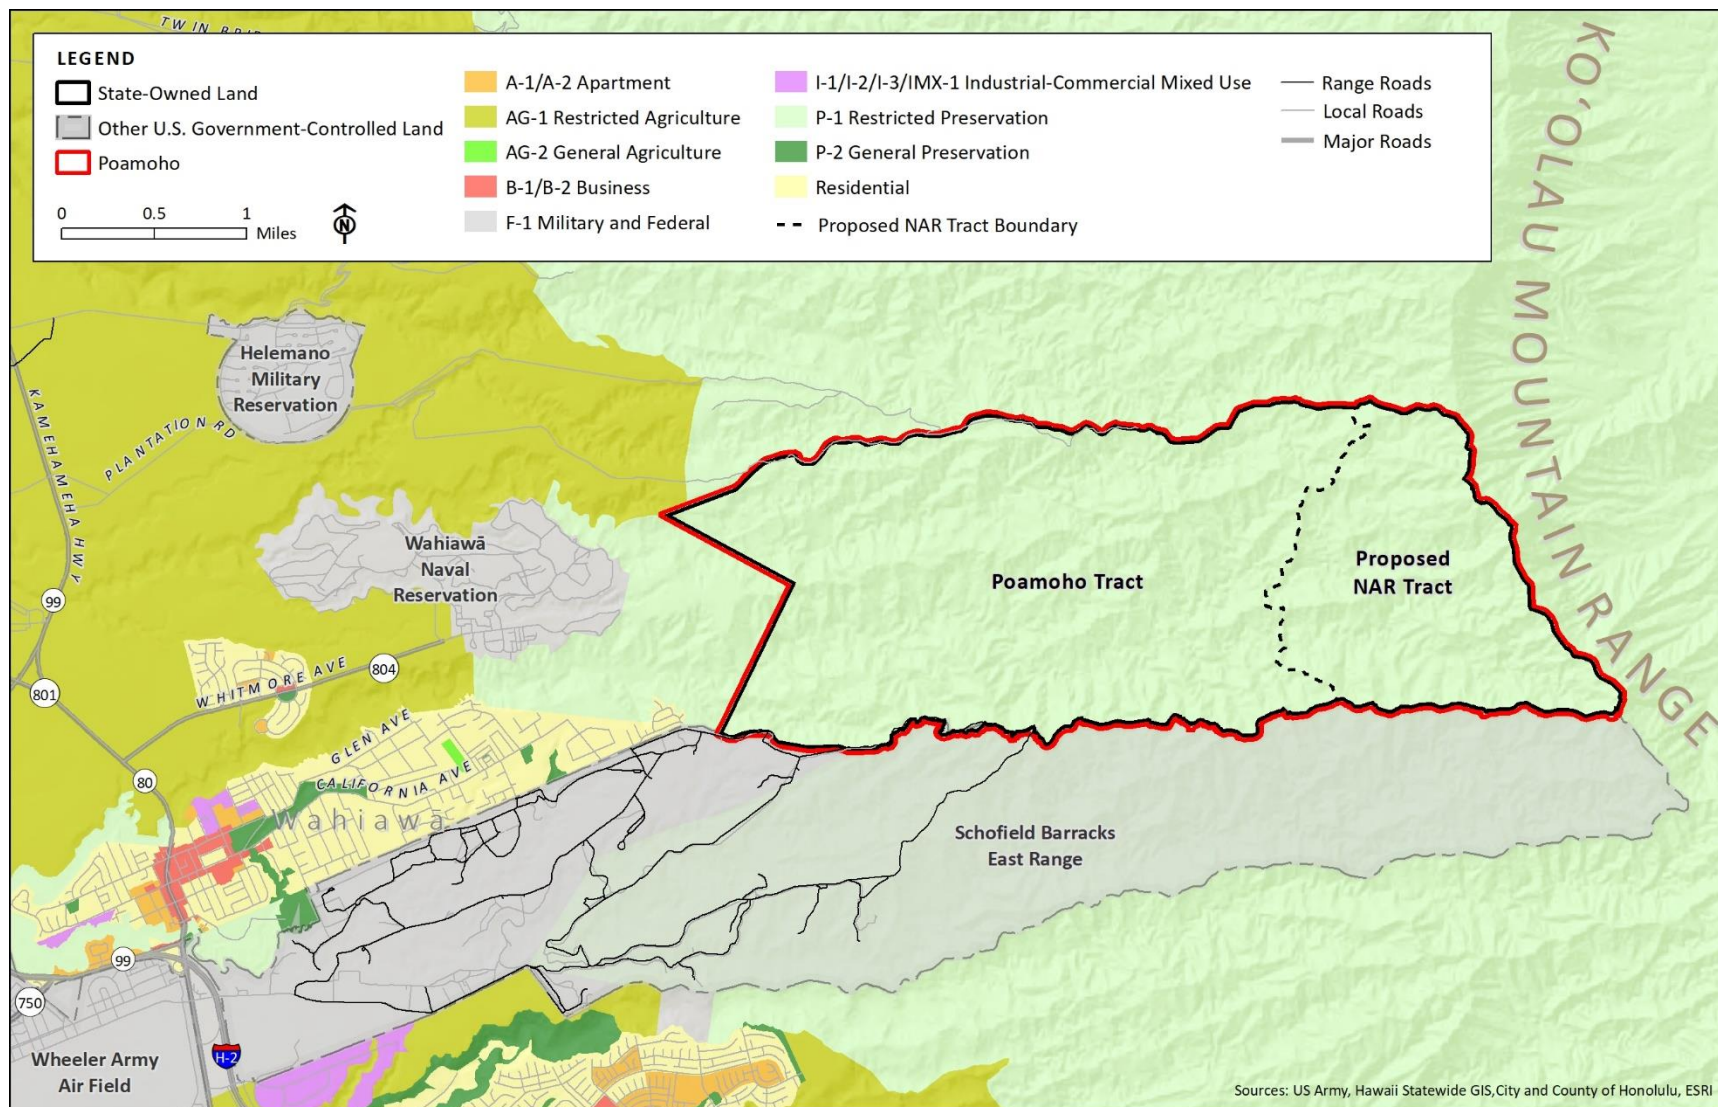 TWIN BRI
LEGEND
State-Owned Land
Other U.S. Government-Controlled Land
Poamoho
0 0.5 1
Miles
N
A-1/A-2 Apartment
AG-1 Restricted Agriculture
AG-2 General Agriculture
B-1/B-2 Business
F-1 Military and Federal
I-1/I-2/I-3/IMX-1 Industrial-Commercial Mixed Use
P-1 Restricted Preservation
P-2 General Preservation
Residential
Proposed NAR Tract Boundary
Range Roads
Local Roads
Major Roads
KO'OLAU MOUNTAIN RANGE
Helemano
Military
Reservation
KAMEHAMEHA HWY
PLANTATION RD
Wahiawā
Naval
Reservation
Poamoho Tract
Proposed
NAR Tract
99
801
WHITMORE AVE
804
GLEN AVE
CALIFORNIA AVE
80
Wahiawā
Schofield Barracks
East Range
99
750
Wheeler Army
Air Field
H-2
Sources: US Army, Hawaii Statewide GIS,City and County of Honolulu, ESRI